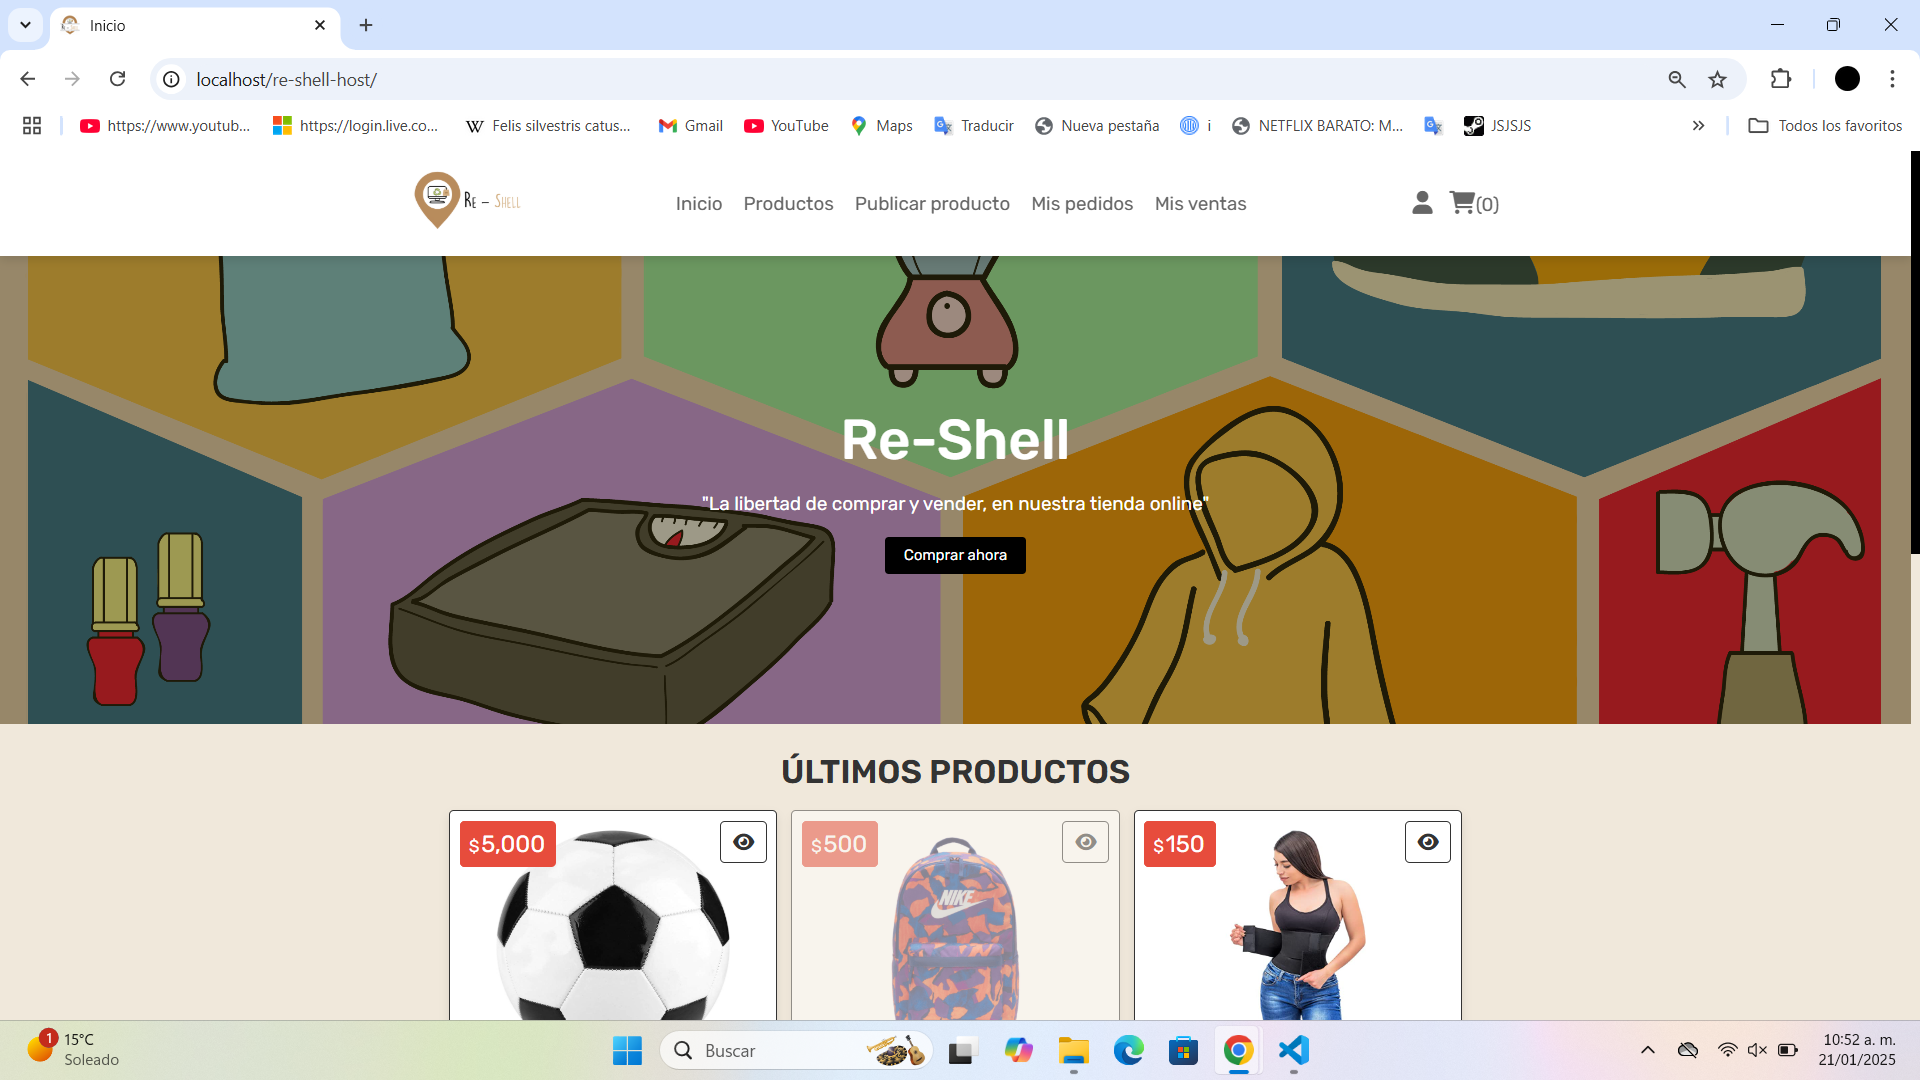 Inicio
localhost/re-shell-host/
https://www.youtub...
https://login.live.co...
Felis silvestris catus...
Gmail
YouTube
Maps
Traducir
Nueva pestaña
i
NETFLIX BARATO: M...
JSJSJS
Todos los favoritos
Re - Shell
Inicio
Productos
Publicar producto
Mis pedidos
Mis ventas
(0)
Re-Shell
"La libertad de comprar y vender, en nuestra tienda online"
Comprar ahora
ÚLTIMOS PRODUCTOS
$5,000
$500
$150
NIKE
1
15°C
Soleado
Buscar
10:52 a. m.
21/01/2025